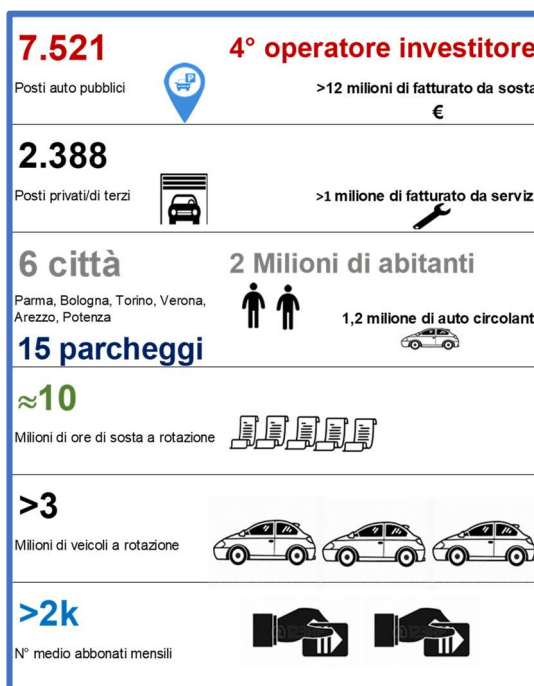 7.521
4° operatore investitore
Posti auto pubblici
P
>12 milioni di fatturato da sosta
€
2.388
Posti privati/di terzi
>1 milione di fatturato da serviz
6 città
2 Milioni di abitanti
Parma, Bologna, Torino, Verona,
Arezzo, Potenza
1,2 milione di auto circolant
15 parcheggi
≈10
Milioni di ore di sosta a rotazione
>3
Milioni di veicoli a rotazione
>2k
N° medio abbonati mensili